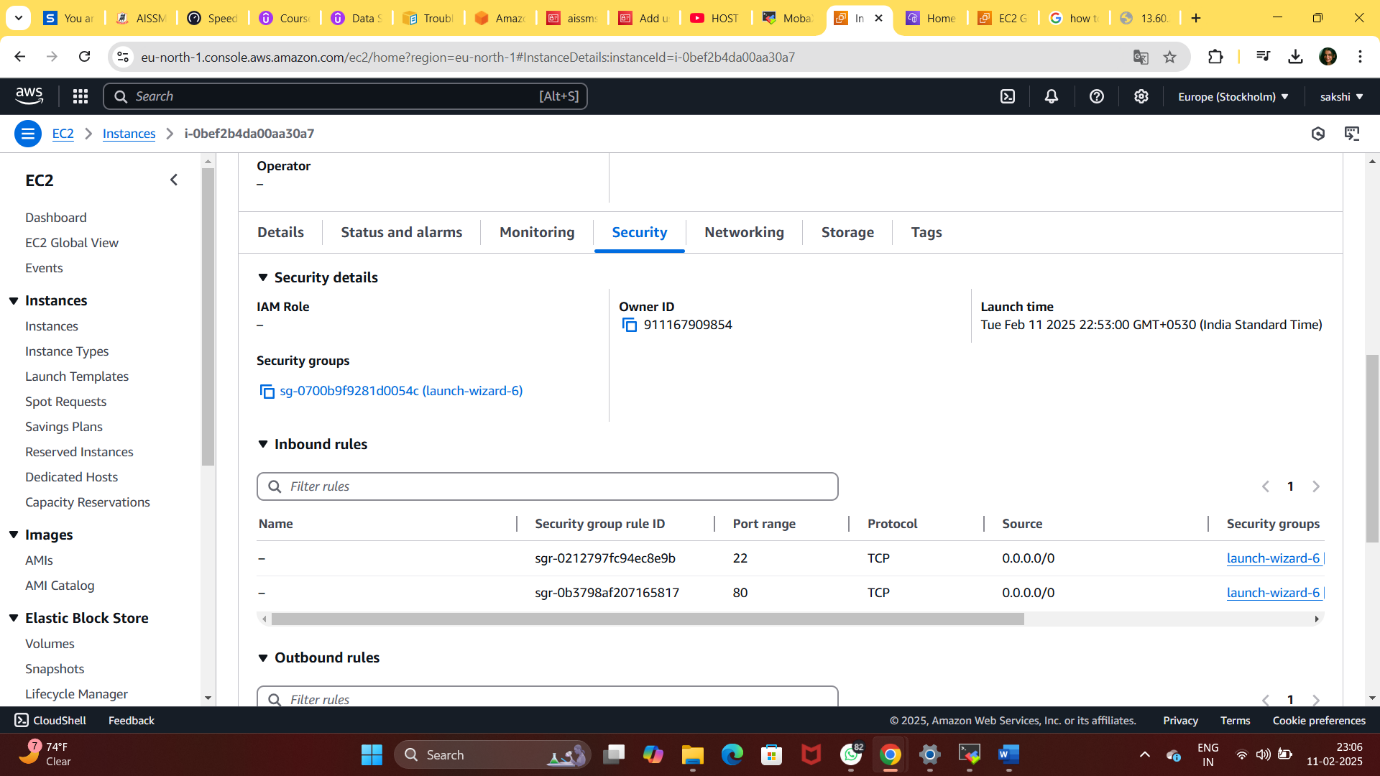 You ar
AISSM
Speed
Course
Data S
Troubl
Amaz
aissms
Add u
HOST
Moba
In
Home
EC2 G
how t
13.60.
eu-north-1.console.aws.amazon.com/ec2/home?region=eu-north-1#InstanceDetails:instanceId=i-0bef2b4da00aa30a7
aws
Search [Alt+S]
Europe (Stockholm)
sakshi
EC2 Instances i-0bef2b4da00aa30a7
EC2
Dashboard
EC2 Global View
Events
Instances
Instances
Instance Types
Launch Templates
Spot Requests
Savings Plans
Reserved Instances
Dedicated Hosts
Capacity Reservations
Images
AMIs
AMI Catalog
Elastic Block Store
Volumes
Snapshots
Lifecycle Manager
Operator
–
Details Status and alarms Monitoring Security Networking Storage Tags
Security details
IAM Role
–
Owner ID
911167909854
Launch time
Tue Feb 11 2025 22:53:00 GMT+0530 (India Standard Time)
Security groups
sg-0700b9f9281d0054c (launch-wizard-6)
Inbound rules
Filter rules
1
Name Security group rule ID Port range Protocol Source Security groups
– sgr-0212797fc94ec8e9b 22 TCP 0.0.0.0/0 launch-wizard-6
– sgr-0b3798af207165817 80 TCP 0.0.0.0/0 launch-wizard-6
Outbound rules
Filter rules
1
CloudShell Feedback © 2025, Amazon Web Services, Inc. or its affiliates. Privacy Terms Cookie preferences
7
74°F
Clear
Search
82
ENG
IN
23:06
11-02-2025